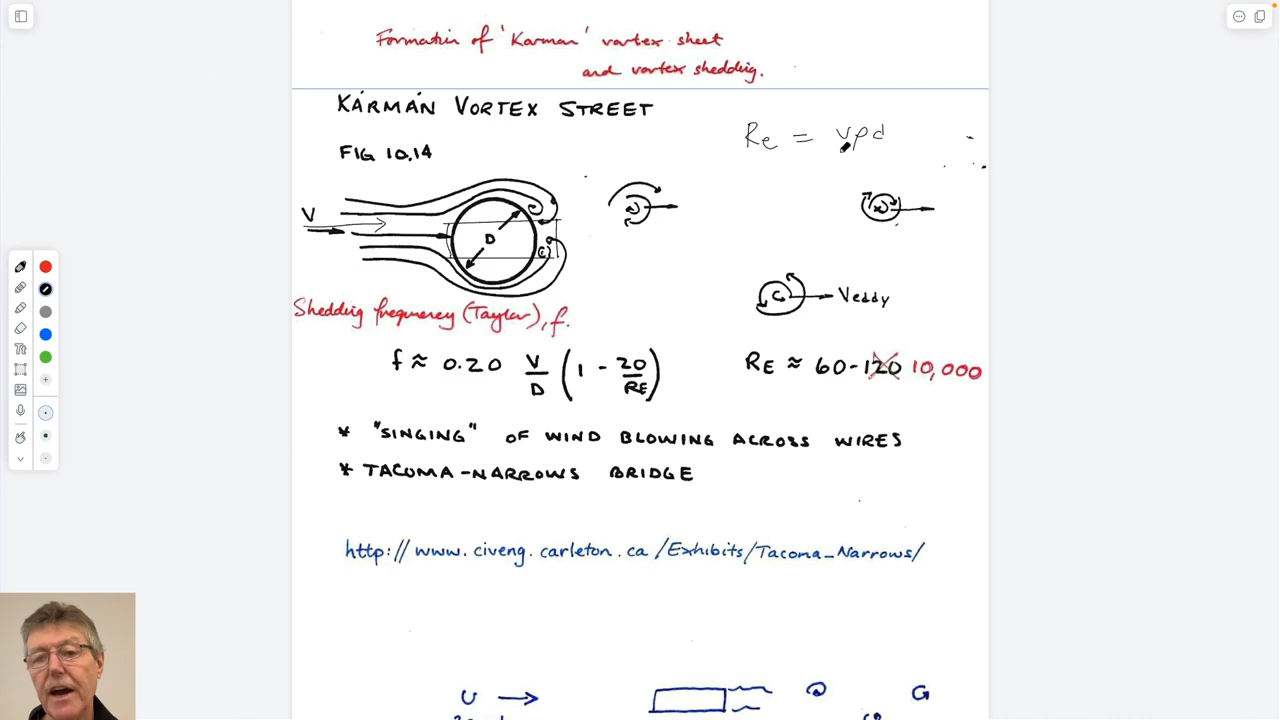 Formation of 'Karman' vortex sheet
and vortex shedding.
KÁRMÁN VORTEX STREET
Re = vρd
FIG 10.14
V
D
Veddy
Shedding frequency (Taylor), f.
f ≈ 0.20 V/D (1 - 20/RE)
RE ≈ 60-120 10,000
* "SINGING" OF WIND BLOWING ACROSS WIRES
* TACOMA-NARROWS BRIDGE
http://www.civeng.carleton.ca/Exhibits/Tacoma_Narrows/
U →